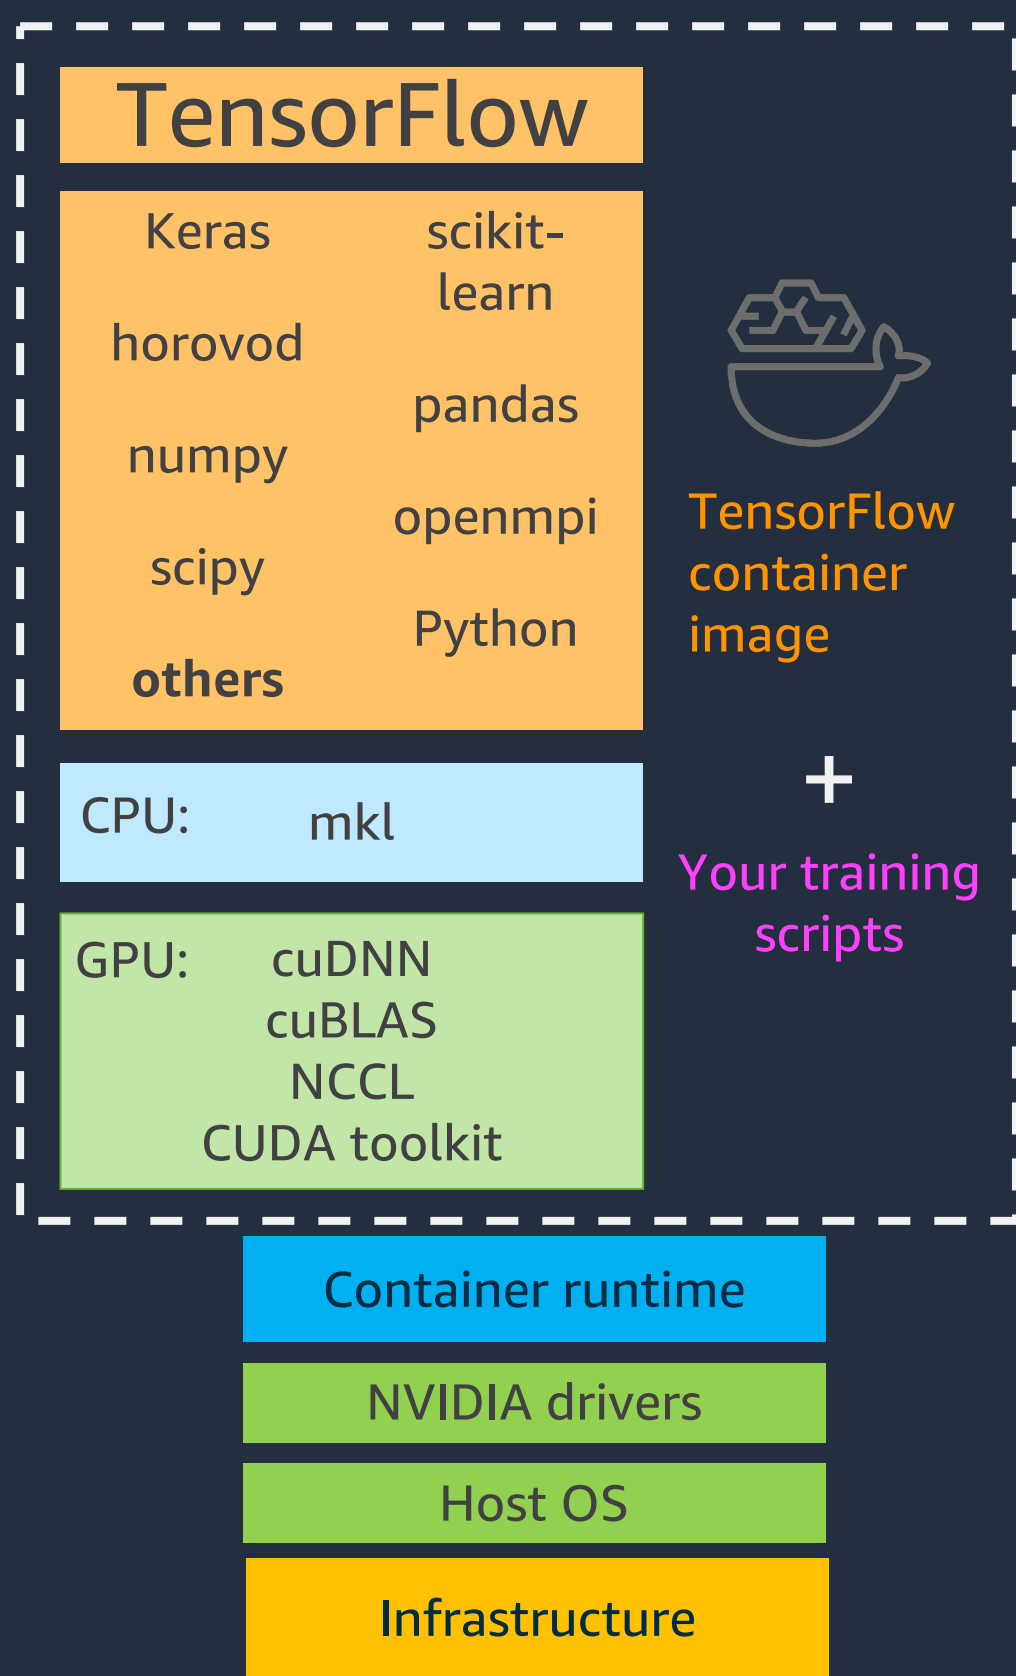 TensorFlow
Keras
horovod
numpy
scipy
others
scikit-
learn
pandas
openmpi
Python
TensorFlow
container
image
+
Your training
scripts
CPU:
mkl
GPU:
cuDNN
cuBLAS
NCCL
CUDA toolkit
Container runtime
NVIDIA drivers
Host OS
Infrastructure